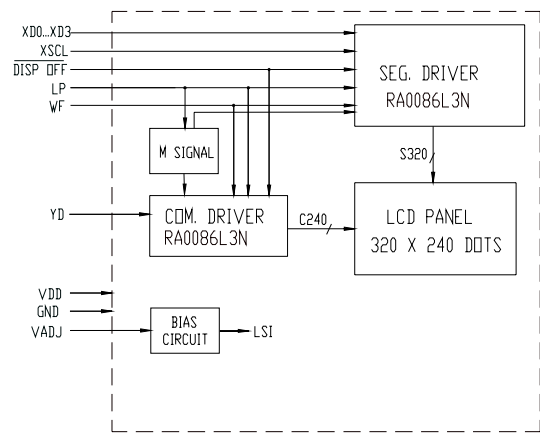 XD0...XD3
XSCL
DISP OFF
LP
WF
SEG. DRIVER
RA0086L3N
M SIGNAL
S320
YD
COM. DRIVER
RA0086L3N
C240
LCD PANEL
320 X 240 DOTS
VDD
GND
VADJ
BIAS
CIRCUIT
LSI